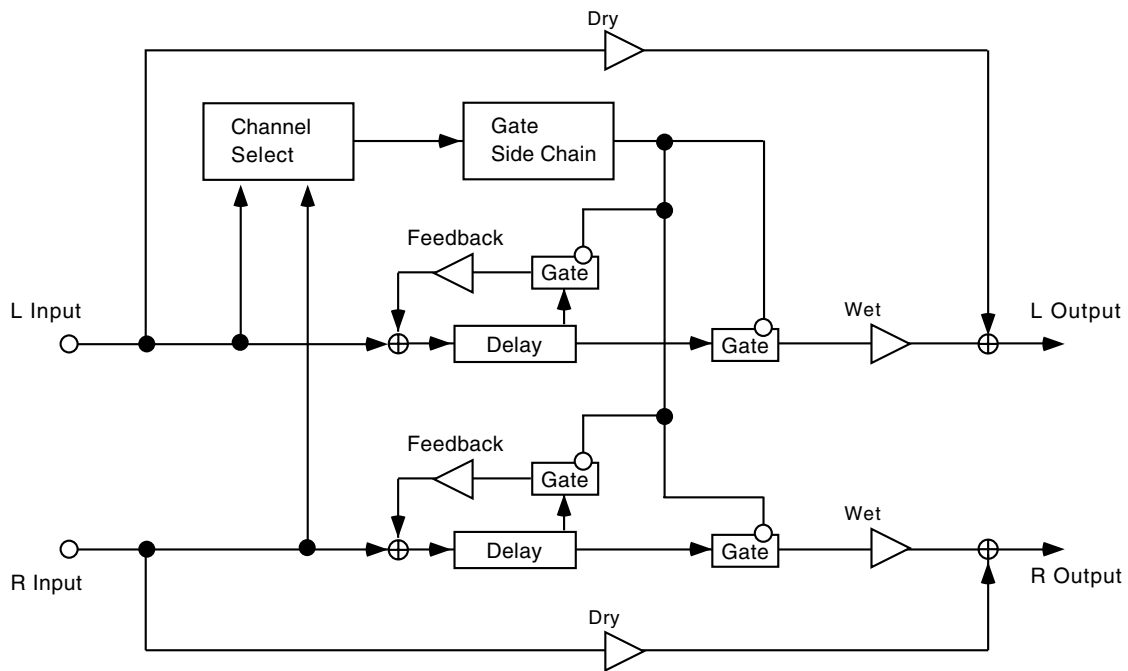 Dry
Channel
Select
Gate
Side Chain
Feedback
Gate
L Input
Delay
Gate
Wet
L Output
Feedback
Gate
R Input
Delay
Gate
Wet
R Output
Dry